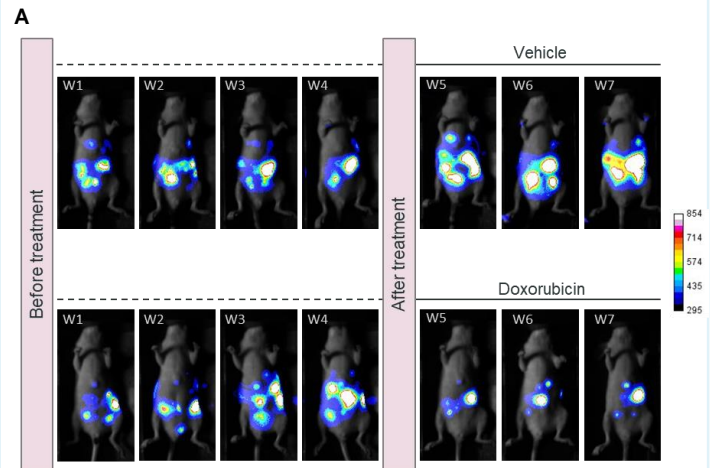 A
Before treatment
After treatment
Vehicle
W1 W2 W3 W4 W5 W6 W7
854
714
574
435
295
Doxorubicin
W1 W2 W3 W4 W5 W6 W7